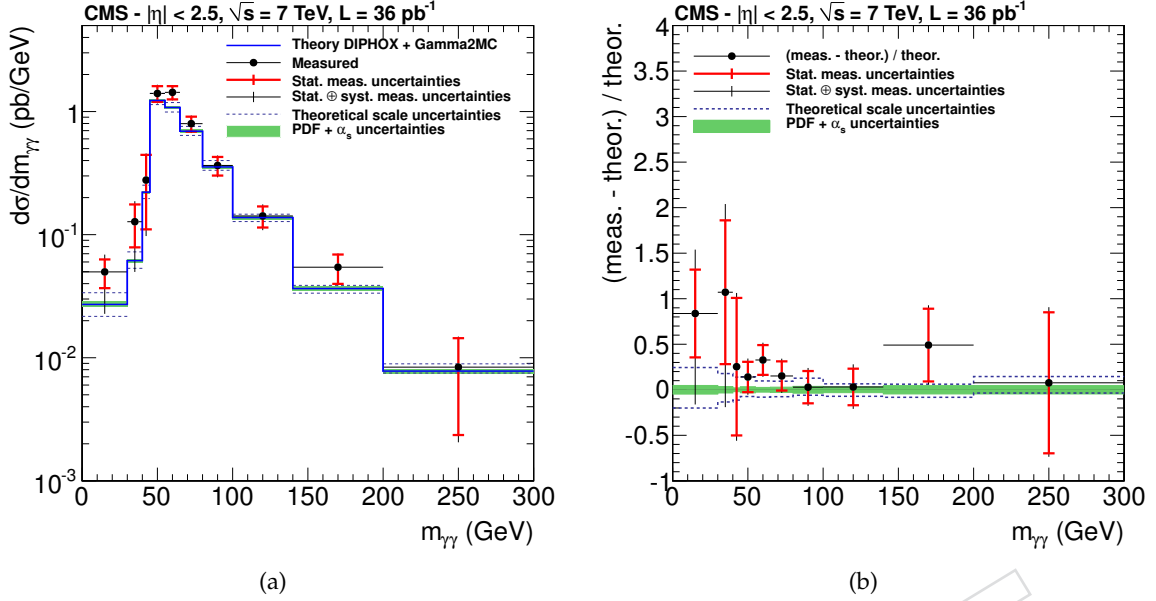 CMS - |η| < 2.5, √s = 7 TeV, L = 36 pb⁻¹
dσ/dmγγ (pb/GeV)
Theory DIPHOX + Gamma2MC
Measured
Stat. meas. uncertainties
Stat. ⊕ syst. meas. uncertainties
Theoretical scale uncertainties
PDF + αₛ uncertainties
1
10⁻¹
10⁻²
10⁻³
0 50 100 150 200 250 300
mγγ (GeV)
(a)
CMS - |η| < 2.5, √s = 7 TeV, L = 36 pb⁻¹
(meas. - theor.) / theor.
(meas. - theor.) / theor.
Stat. meas. uncertainties
Stat. ⊕ syst. meas. uncertainties
Theoretical scale uncertainties
PDF + αₛ uncertainties
4
3.5
3
2.5
2
1.5
1
0.5
0
-0.5
-1
0 50 100 150 200 250 300
mγγ (GeV)
(b)